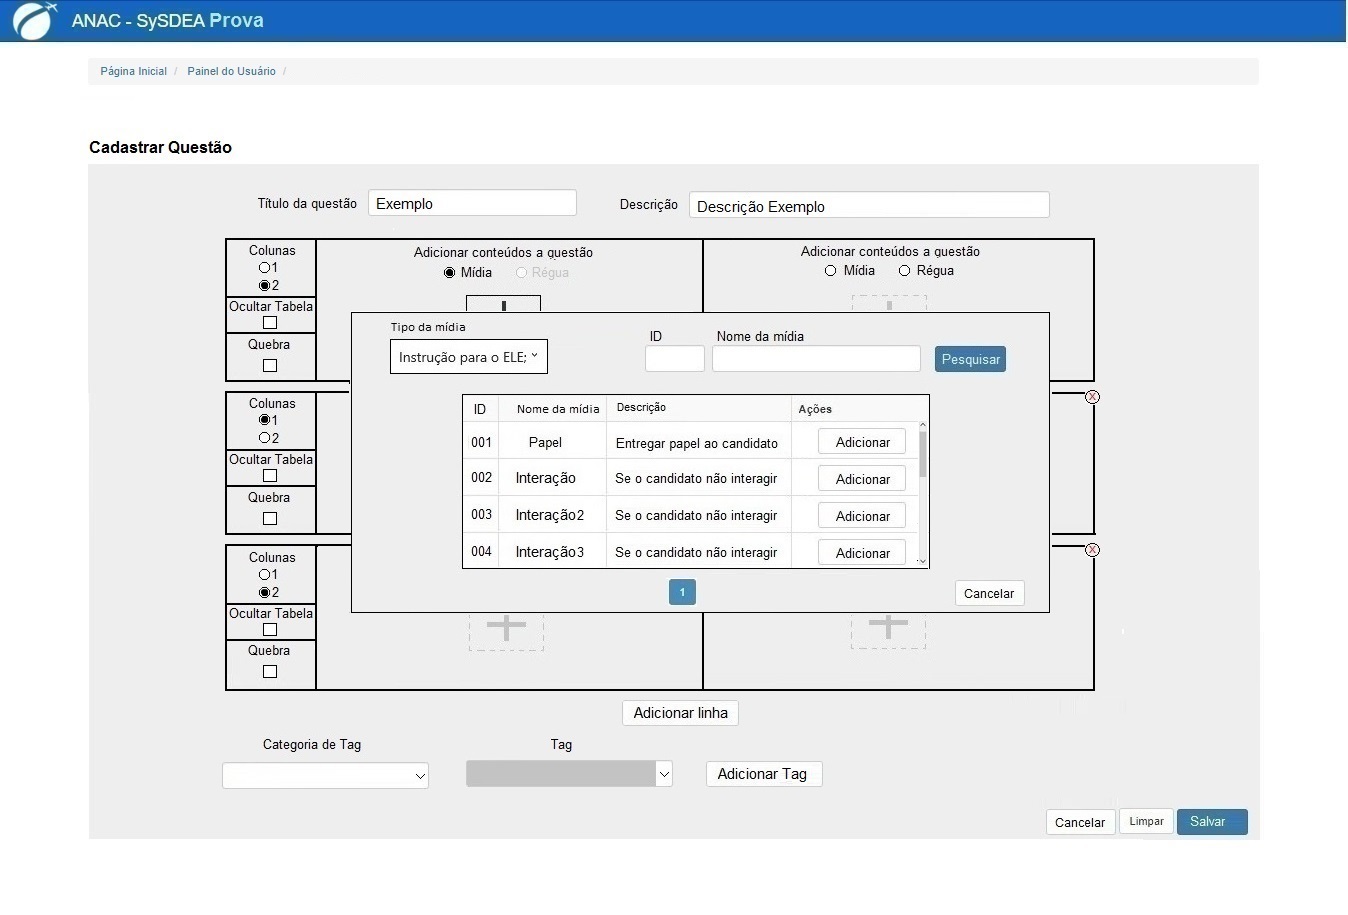 ANAC - SySDEA Prova
Página Inicial / Painel do Usuário /
Cadastrar Questão
Título da questão Exemplo Descrição Descrição Exemplo
Colunas
1
2
Ocultar Tabela
Quebra
Adicionar conteúdos a questão
Mídia Régua
Adicionar conteúdos a questão
Mídia Régua
Tipo da mídia
Instrução para o ELE;
ID
Nome da mídia
Pesquisar
ID Nome da mídia Descrição Ações
001 Papel Entregar papel ao candidato Adicionar
002 Interação Se o candidato não interagir Adicionar
003 Interação2 Se o candidato não interagir Adicionar
004 Interação3 Se o candidato não interagir Adicionar
1
Cancelar
Colunas
1
2
Ocultar Tabela
Quebra
X
Colunas
1
2
Ocultar Tabela
Quebra
X
Adicionar linha
Categoria de Tag Tag
Adicionar Tag
Cancelar Limpar Salvar